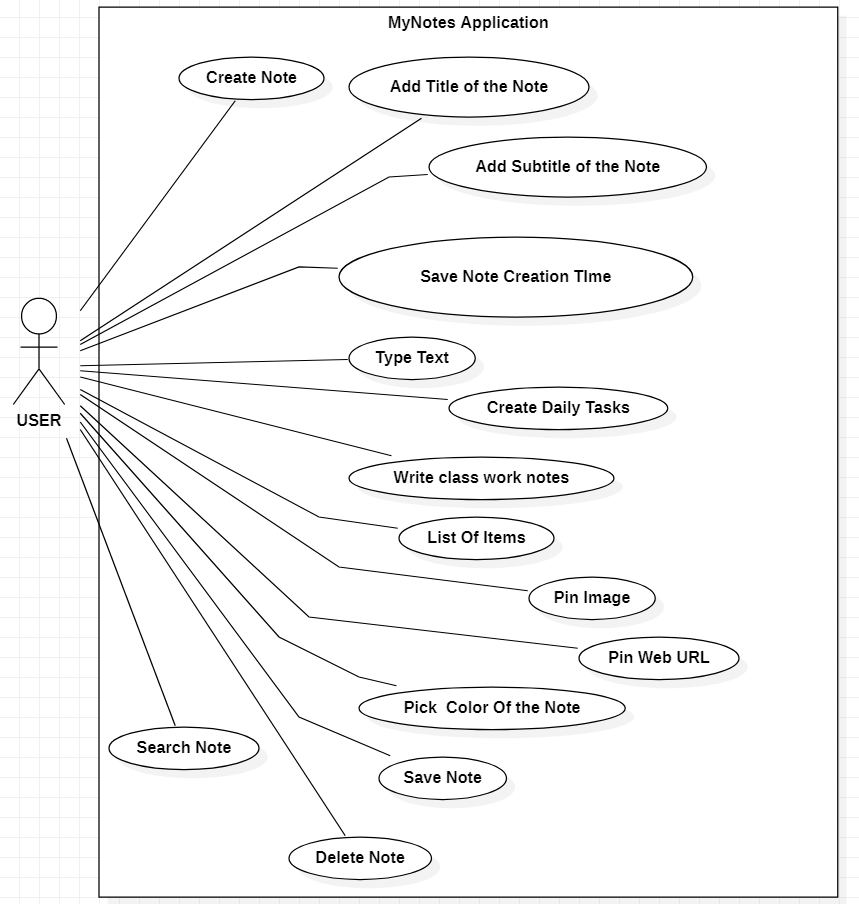 MyNotes Application
Create Note
Add Title of the Note
Add Subtitle of the Note
Save Note Creation TIme
Type Text
Create Daily Tasks
USER
Write class work notes
List Of Items
Pin Image
Pin Web URL
Pick  Color Of the Note
Search Note
Save Note
Delete Note